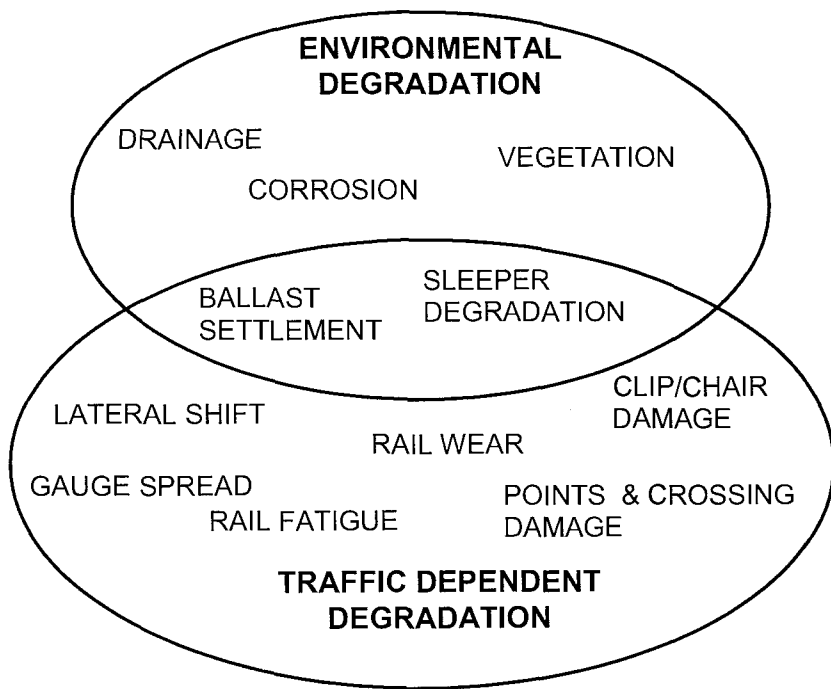 ENVIRONMENTAL
DEGRADATION
DRAINAGE
VEGETATION
CORROSION
BALLAST
SETTLEMENT
SLEEPER
DEGRADATION
CLIP/CHAIR
DAMAGE
LATERAL SHIFT
RAIL WEAR
GAUGE SPREAD
RAIL FATIGUE
POINTS & CROSSING
DAMAGE
TRAFFIC DEPENDENT
DEGRADATION